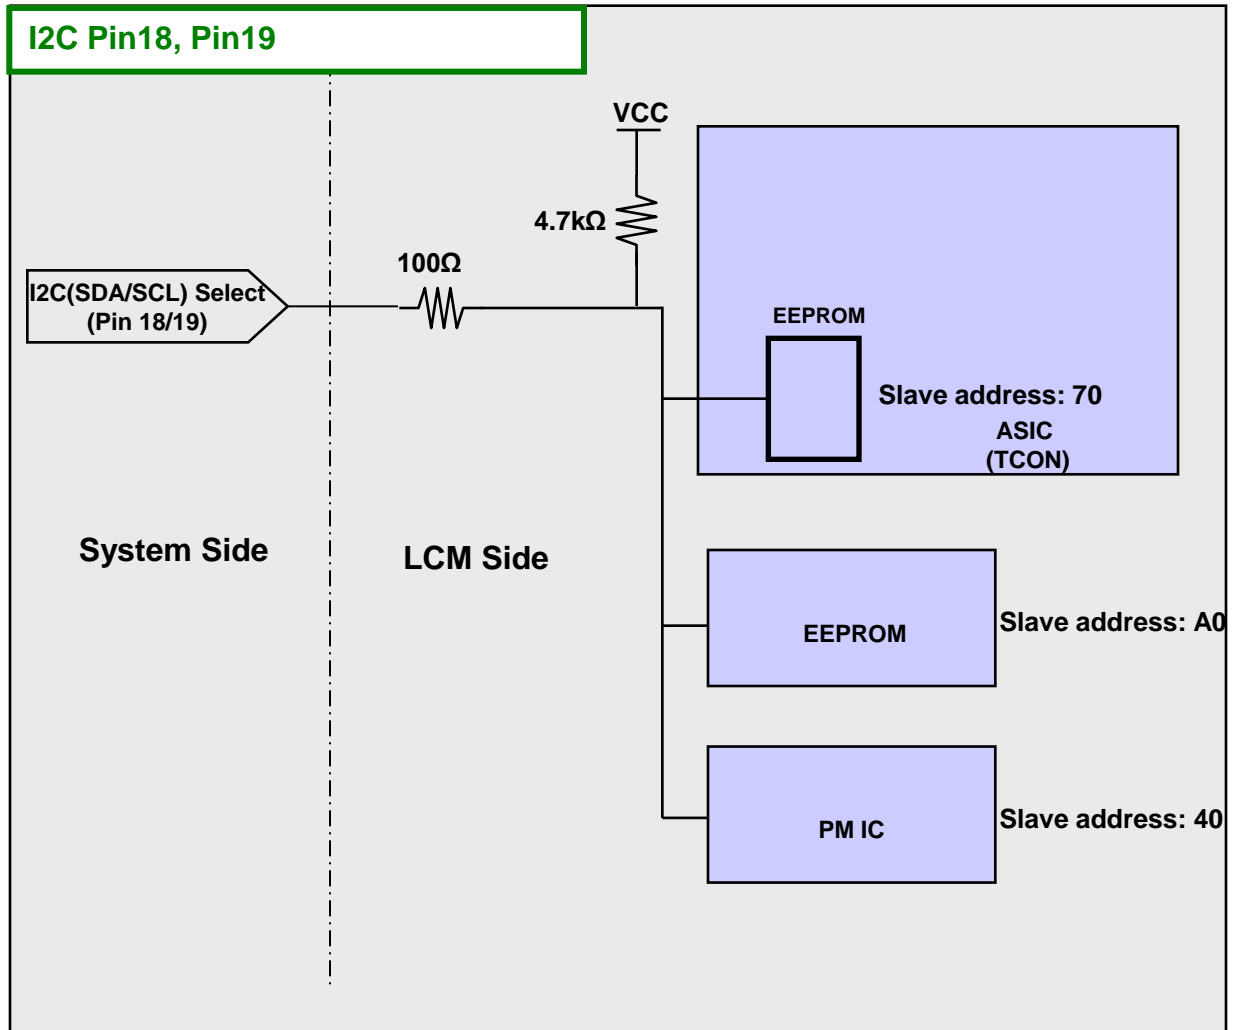 I2C Pin18, Pin19
VCC
4.7kΩ
100Ω
I2C(SDA/SCL) Select
(Pin 18/19)
EEPROM
Slave address: 70
ASIC
(TCON)
System Side
LCM Side
EEPROM
Slave address: A0
PM IC
Slave address: 40